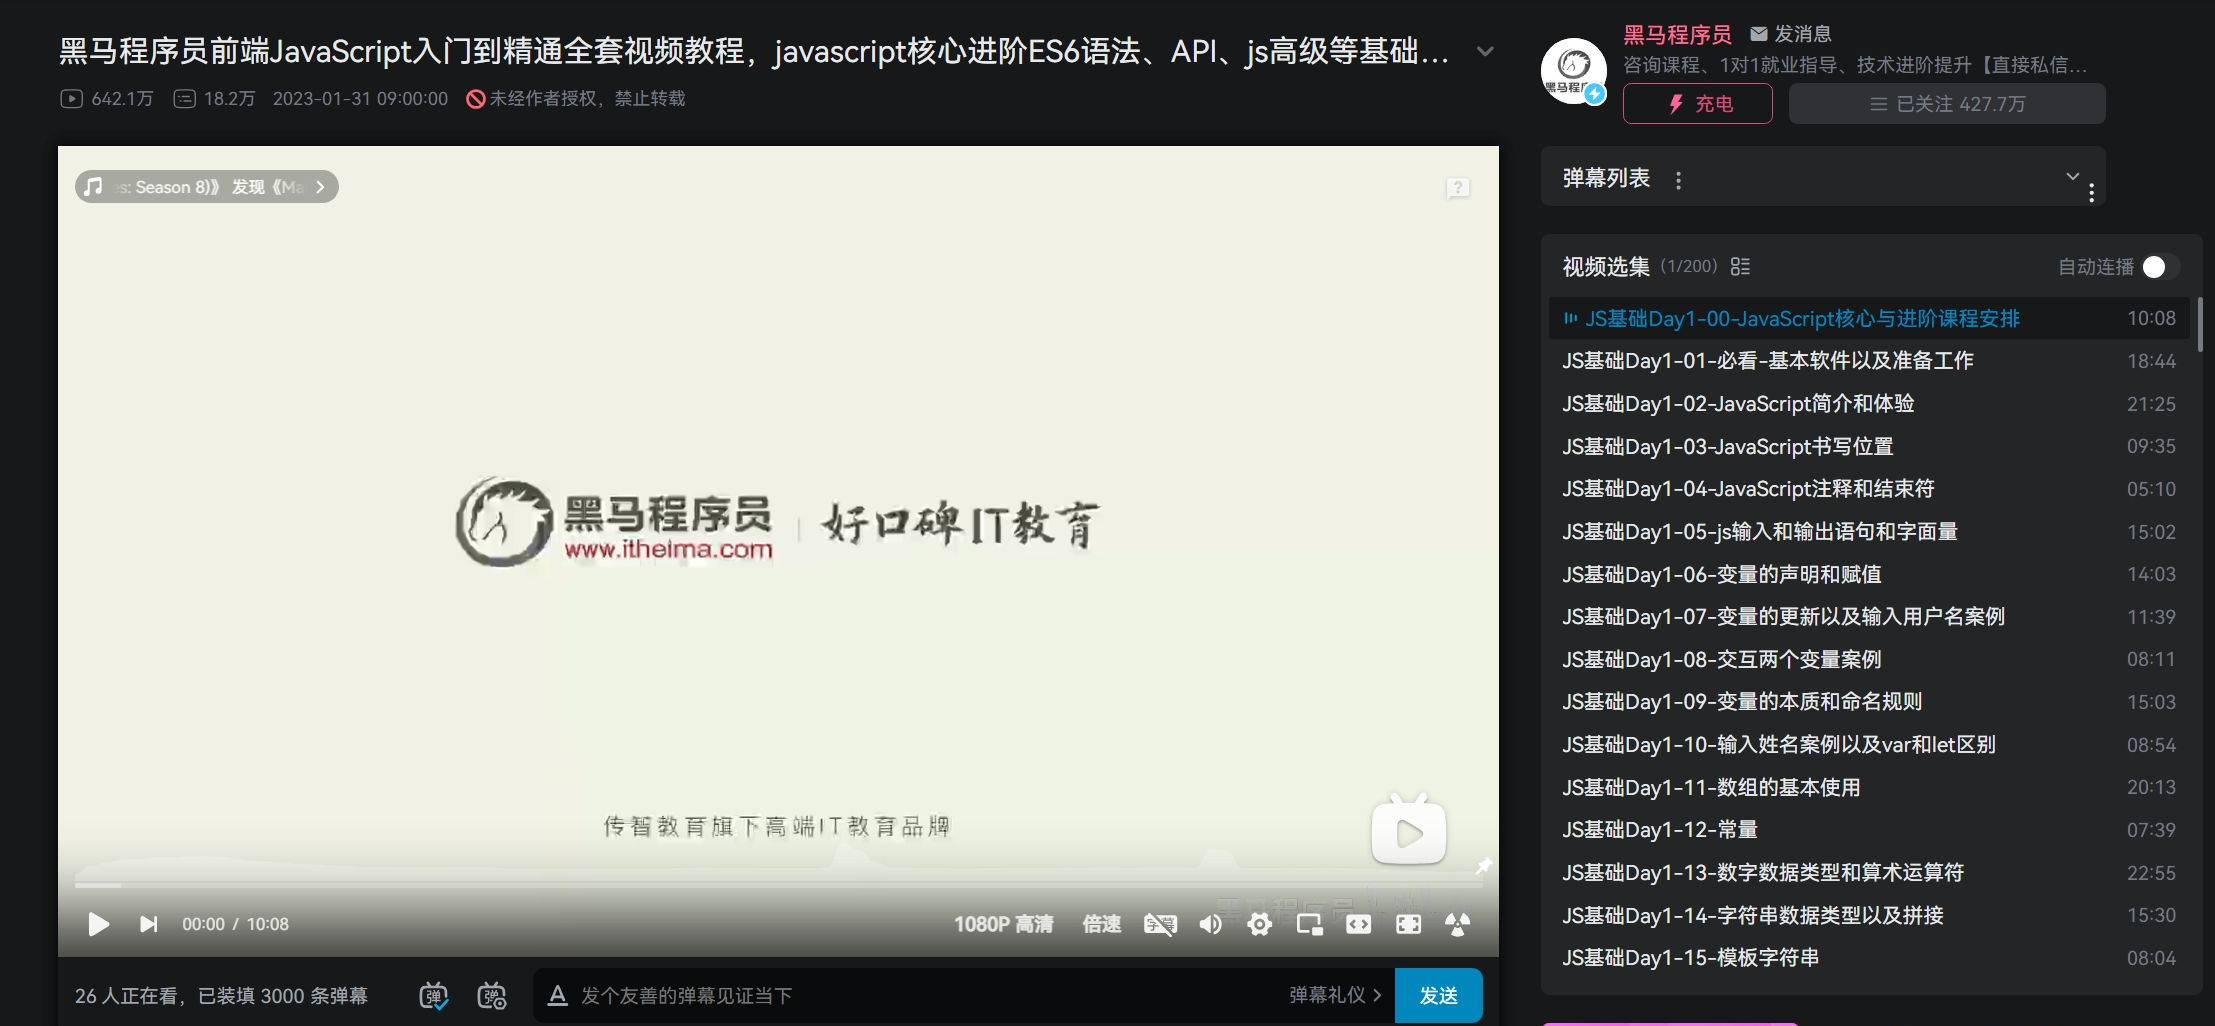 黑马程序员前端JavaScript入门到精通全套视频教程，javascript核心进阶ES6语法、API、js高级等基础...
642.1万 18.2万 2023-01-31 09:00:00 未经作者授权，禁止转载
黑马程序员 发消息
咨询课程、1对1就业指导、技术进阶提升【直接私信...
充电 已关注 427.7万
es: Season 8)》 发现《Ma
黑马程序员
www.itheima.com
好口碑IT教育
传智教育旗下高端IT教育品牌
00:00 / 10:08 1080P 高清 倍速 字幕
26 人正在看，已装填 3000 条弹幕 弹 弹 A 发个友善的弹幕见证当下 弹幕礼仪 发送
弹幕列表
视频选集 (1/200) 自动连播
JS基础Day1-00-JavaScript核心与进阶课程安排 10:08
JS基础Day1-01-必看-基本软件以及准备工作 18:44
JS基础Day1-02-JavaScript简介和体验 21:25
JS基础Day1-03-JavaScript书写位置 09:35
JS基础Day1-04-JavaScript注释和结束符 05:10
JS基础Day1-05-js输入和输出语句和字面量 15:02
JS基础Day1-06-变量的声明和赋值 14:03
JS基础Day1-07-变量的更新以及输入用户名案例 11:39
JS基础Day1-08-交互两个变量案例 08:11
JS基础Day1-09-变量的本质和命名规则 15:03
JS基础Day1-10-输入姓名案例以及var和let区别 08:54
JS基础Day1-11-数组的基本使用 20:13
JS基础Day1-12-常量 07:39
JS基础Day1-13-数字数据类型和算术运算符 22:55
JS基础Day1-14-字符串数据类型以及拼接 15:30
JS基础Day1-15-模板字符串 08:04